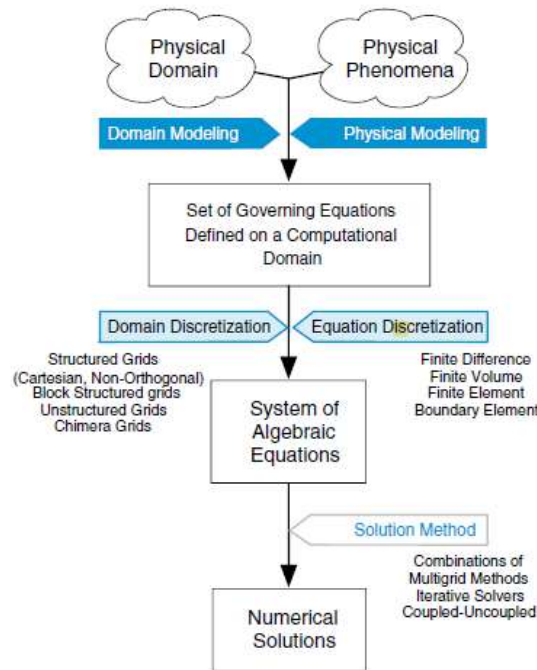 Physical
Domain
Physical
Phenomena
Domain Modeling
Physical Modeling
Set of Governing Equations
Defined on a Computational
Domain
Domain Discretization
Equation Discretization
Structured Grids
(Cartesian, Non-Orthogonal)
Block Structured grids
Unstructured Grids
Chimera Grids
Finite Difference
Finite Volume
Finite Element
Boundary Element
System of
Algebraic
Equations
Solution Method
Combinations of
Multigrid Methods
Iterative Solvers
Coupled-Uncoupled
Numerical
Solutions